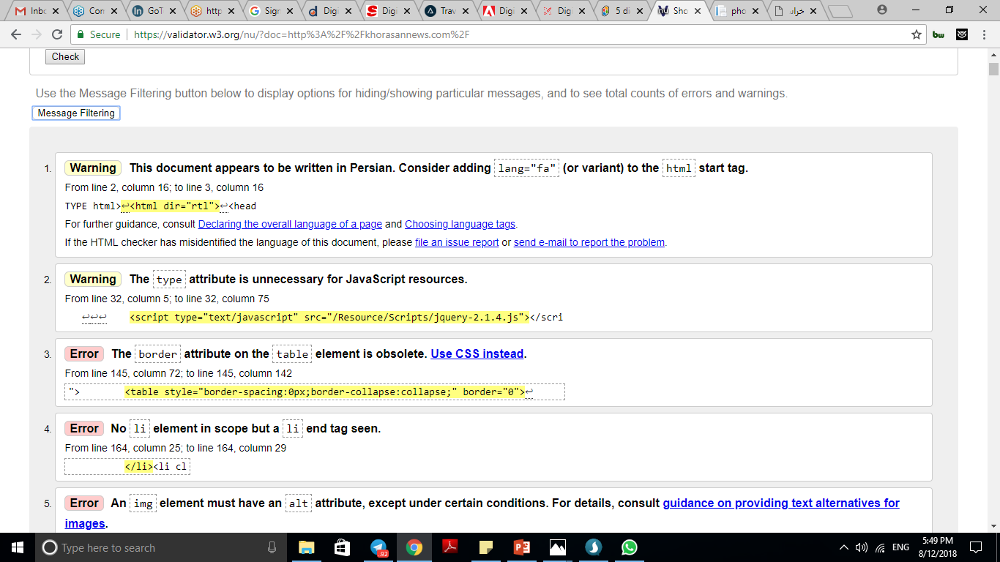 Inbo
Con
GoT
http
Sigr
Digi
Digi
Trav
Digi
Dig
5 di
Sho
pho
خراس
Secure
https://validator.w3.org/nu/?doc=http%3A%2F%2Fkhorasannews.com%2F
bw
Check
Use the Message Filtering button below to display options for hiding/showing particular messages, and to see total counts of errors and warnings.
Message Filtering
1. Warning This document appears to be written in Persian. Consider adding lang="fa" (or variant) to the html start tag.
From line 2, column 16; to line 3, column 16
TYPE html>↩<html dir="rtl">↩<head
For further guidance, consult Declaring the overall language of a page and Choosing language tags.
If the HTML checker has misidentified the language of this document, please file an issue report or send e-mail to report the problem.
2. Warning The type attribute is unnecessary for JavaScript resources.
From line 32, column 5; to line 32, column 75
↩↩↩ <script type="text/javascript" src="/Resource/Scripts/jquery-2.1.4.js"></scri
3. Error The border attribute on the table element is obsolete. Use CSS instead.
From line 145, column 72; to line 145, column 142
"> <table style="border-spacing:0px;border-collapse:collapse;" border="0">↩
4. Error No li element in scope but a li end tag seen.
From line 164, column 25; to line 164, column 29
</li><li cl
5. Error An img element must have an alt attribute, except under certain conditions. For details, consult guidance on providing text alternatives for
images.
Type here to search
92
ENG
5:49 PM
8/12/2018